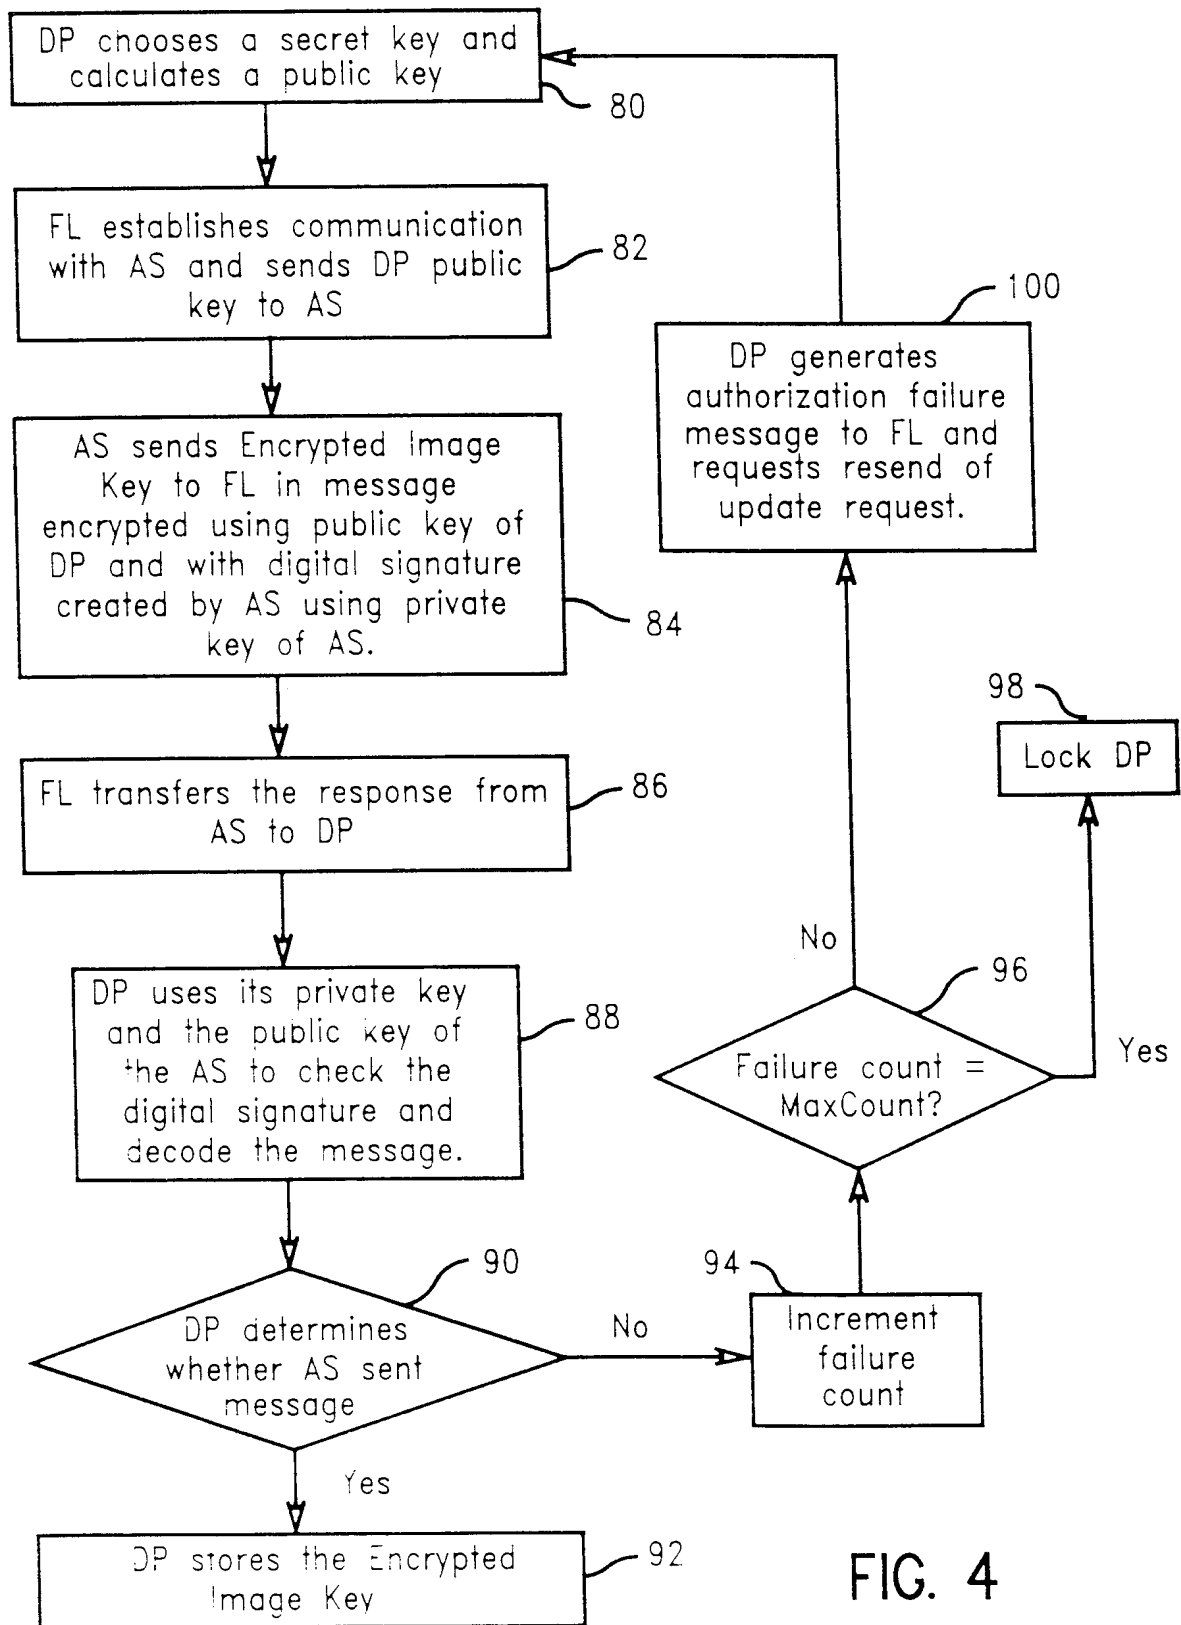 DP chooses a secret key and
calculates a public key
80
FL establishes communication
with AS and sends DP public
key to AS
82
AS sends Encrypted Image
Key to FL in message
encrypted using public key of
DP and with digital signature
created by AS using private
key of AS.
84
FL transfers the response from
AS to DP
86
DP uses its private key
and the public key of
the AS to check the
digital signature and
decode the message.
88
DP determines
whether AS sent
message
90
No
Yes
DP stores the Encrypted
Image Key
92
Increment
failure
count
94
Failure count =
MaxCount?
96
No
Yes
Lock DP
98
DP generates
authorization failure
message to FL and
requests resend of
update request.
100
FIG. 4